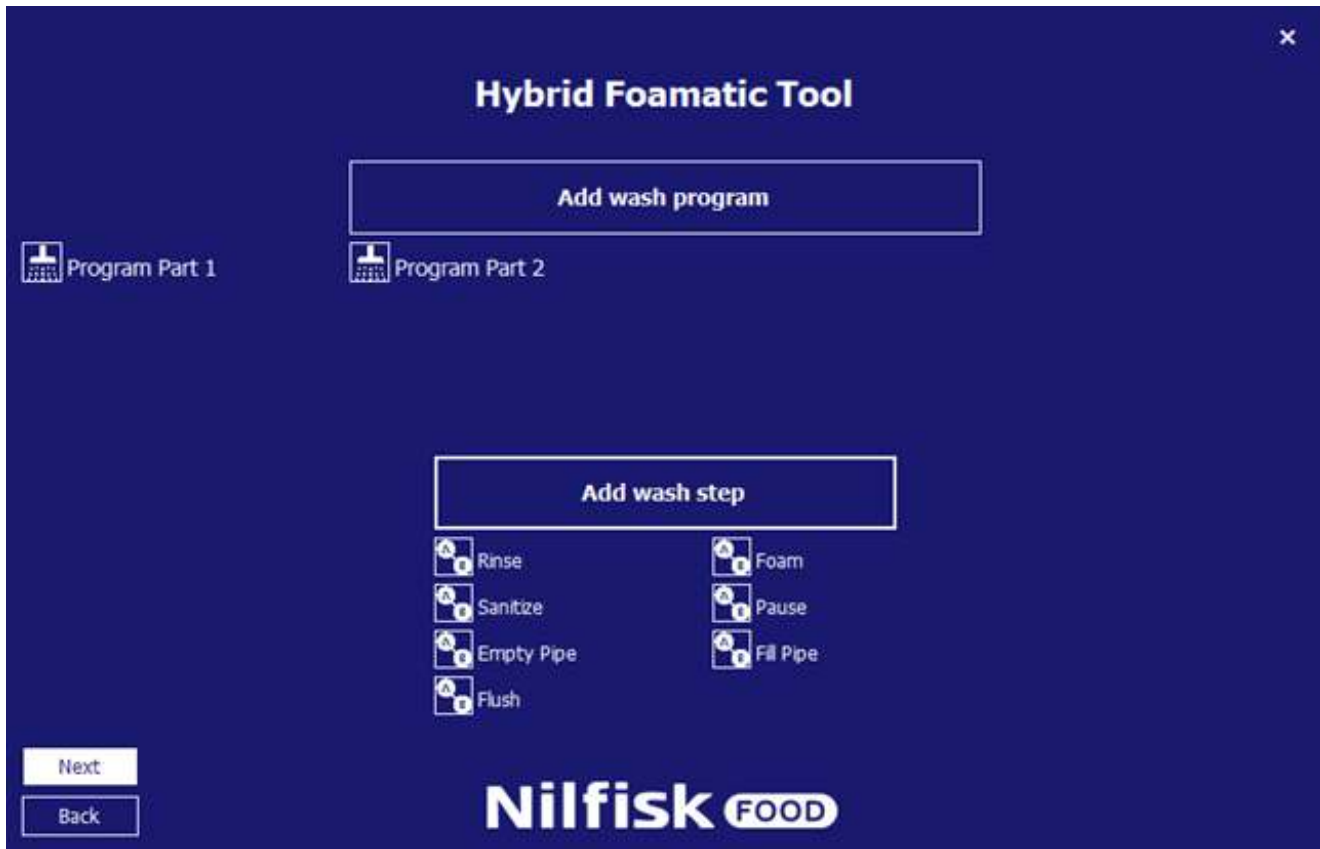 ×
Hybrid Foamatic Tool
Add wash program
Program Part 1 Program Part 2
Add wash step
Rinse Foam
Sanitize Pause
Empty Pipe Fill Pipe
Flush
Next
Back
Nilfisk FOOD